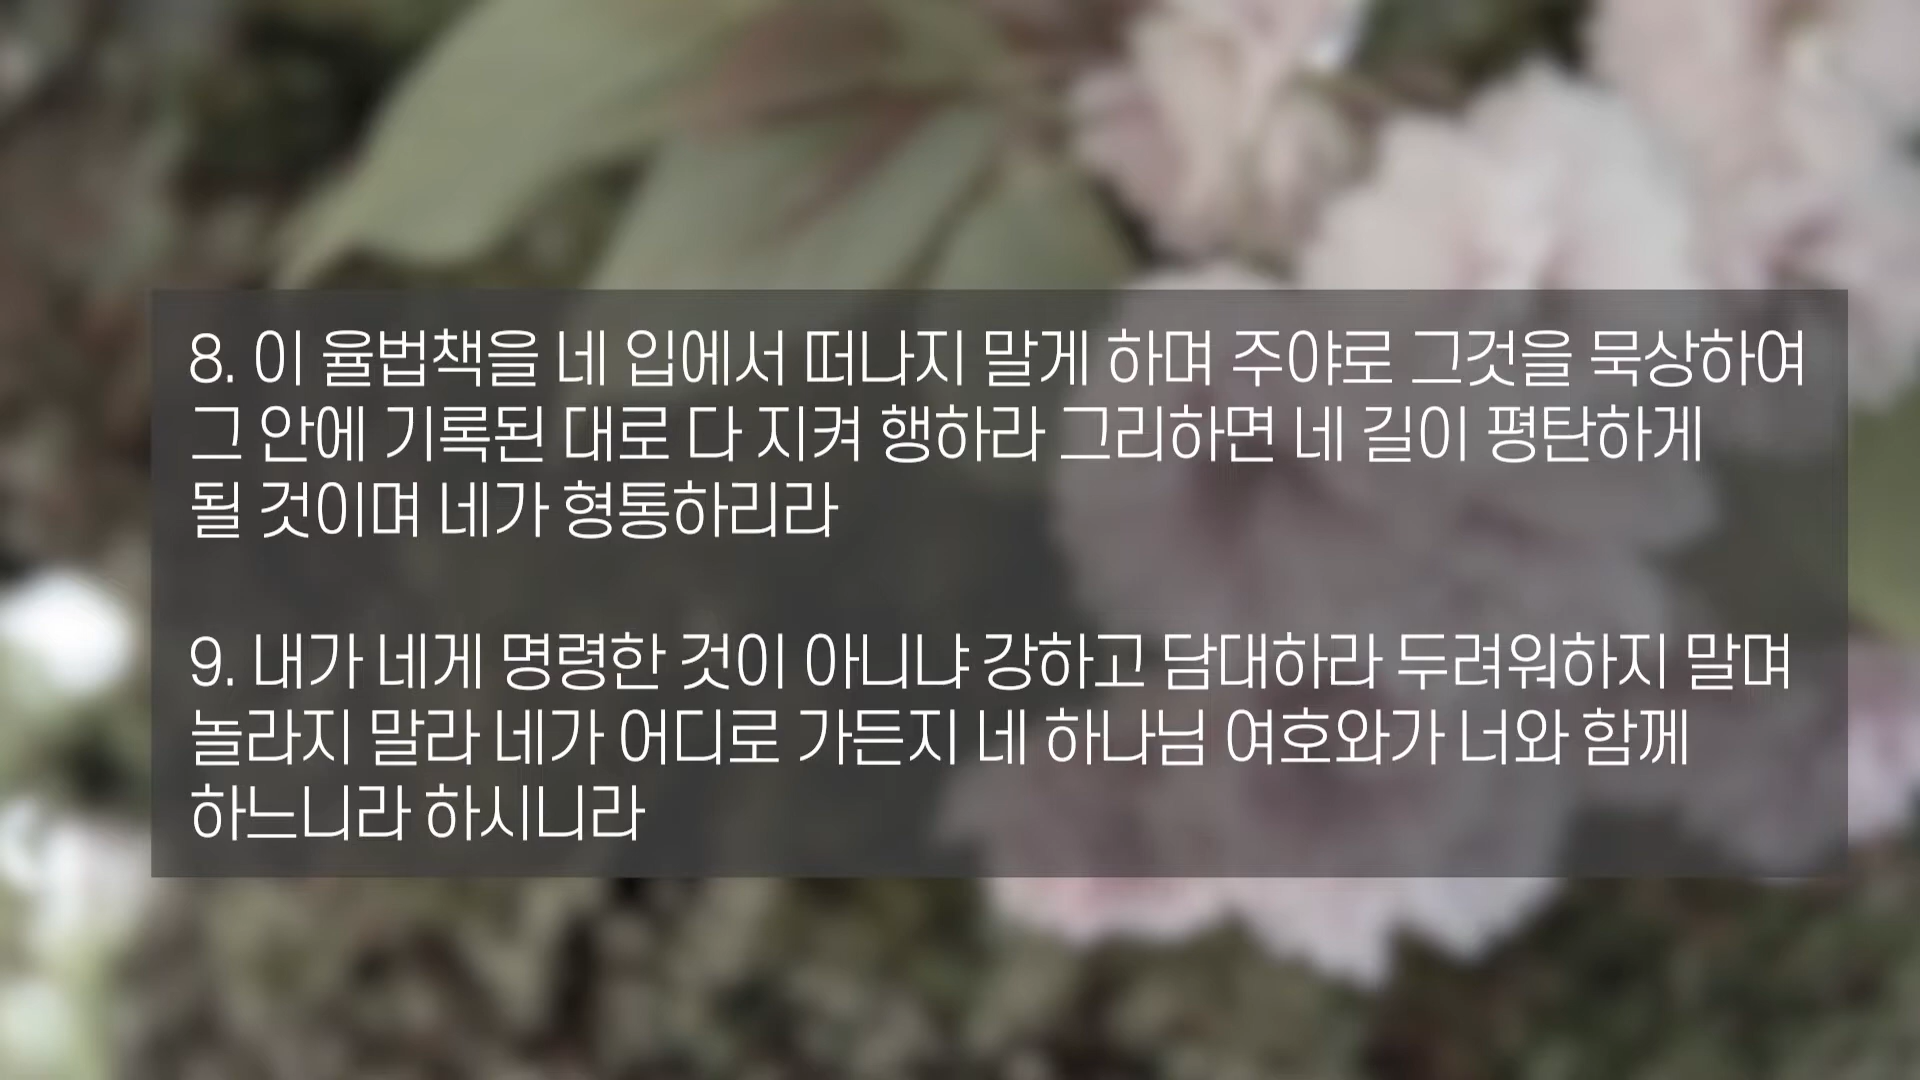 8. 이 율법책을 네 입에서 떠나지 말게 하며 주야로 그것을 묵상하여
그 안에 기록된 대로 다 지켜 행하라 그리하면 네 길이 평탄하게
될 것이며 네가 형통하리라
9. 내가 네게 명령한 것이 아니냐 강하고 담대하라 두려워하지 말며
놀라지 말라 네가 어디로 가든지 네 하나님 여호와가 너와 함께
하느니라 하시니라